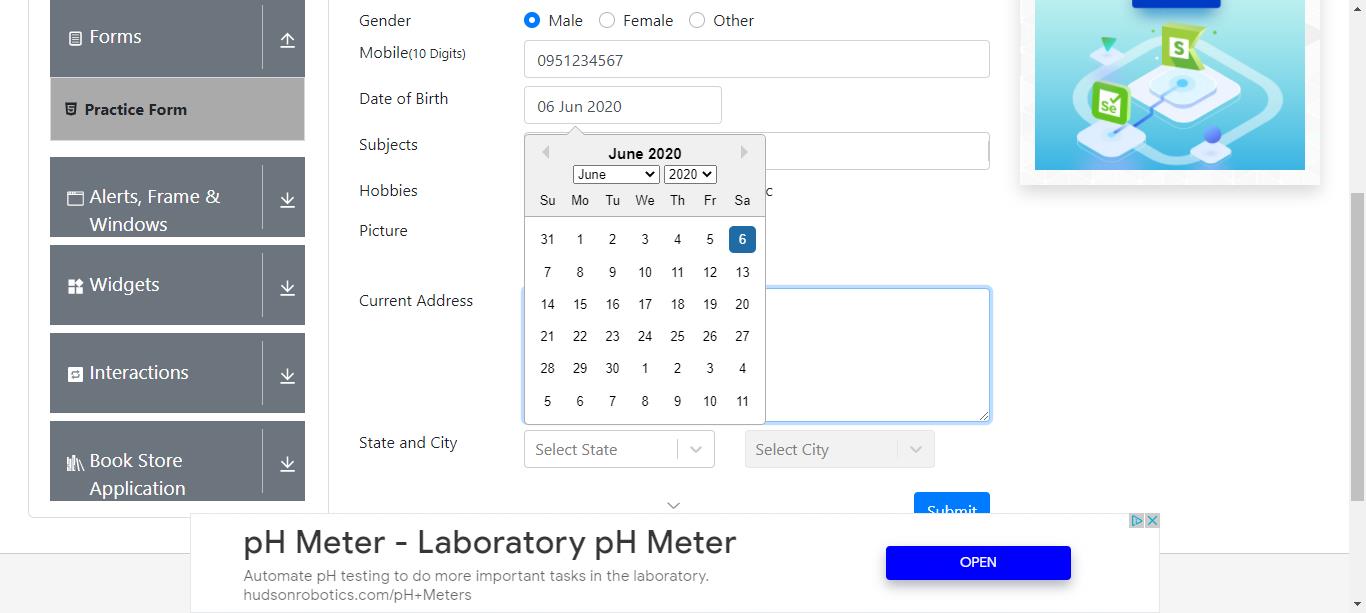 Forms
Practice Form
Alerts, Frame &
Windows
Widgets
Interactions
Book Store
Application
Gender
Male
Female
Other
Mobile(10 Digits)
0951234567
Date of Birth
06 Jun 2020
Subjects
Hobbies
c
Picture
Current Address
State and City
June 2020
June
2020
Su Mo Tu We Th Fr Sa
31 1 2 3 4 5 6
7 8 9 10 11 12 13
14 15 16 17 18 19 20
21 22 23 24 25 26 27
28 29 30 1 2 3 4
5 6 7 8 9 10 11
Select State
Select City
Submit
S
Se
pH Meter - Laboratory pH Meter
Automate pH testing to do more important tasks in the laboratory.
hudsonrobotics.com/pH+Meters
OPEN